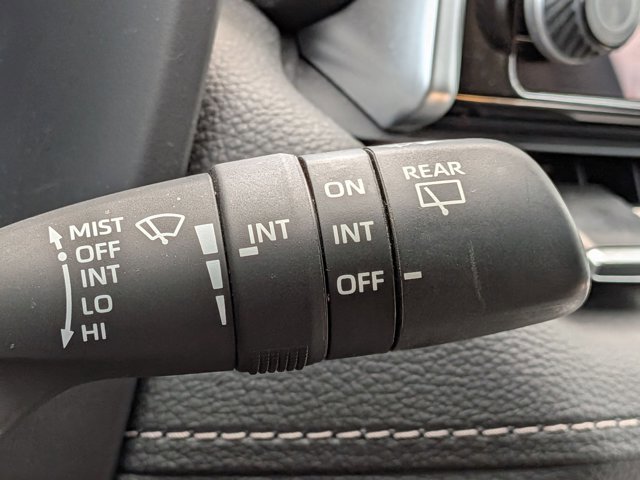 MIST
OFF
INT
LO
HI
INT
ON
INT
OFF
REAR